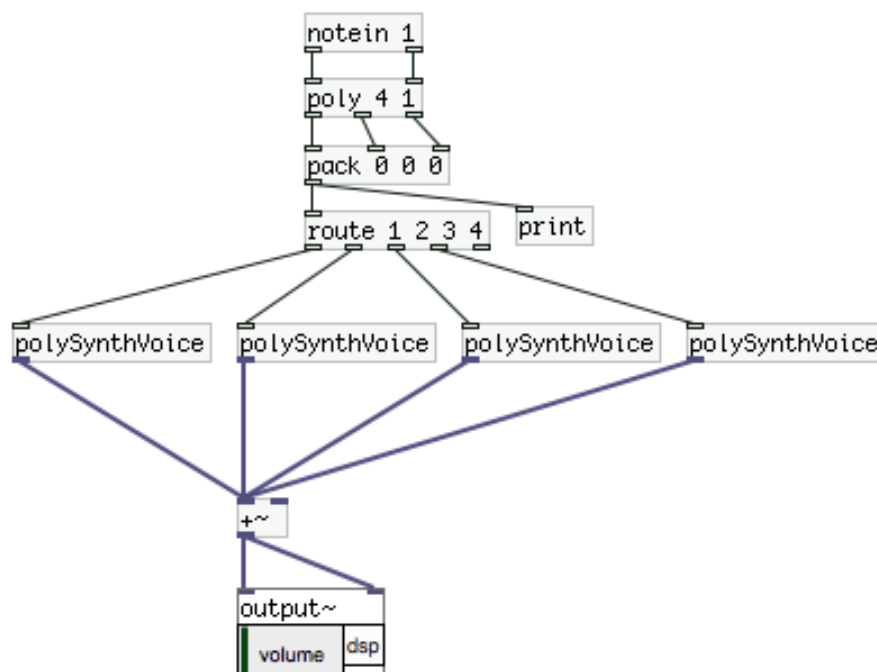 notein 1
poly 4 1
pack 0 0 0
route 1 2 3 4
print
polySynthVoice polySynthVoice polySynthVoice polySynthVoice
+~
output~
volume dsp